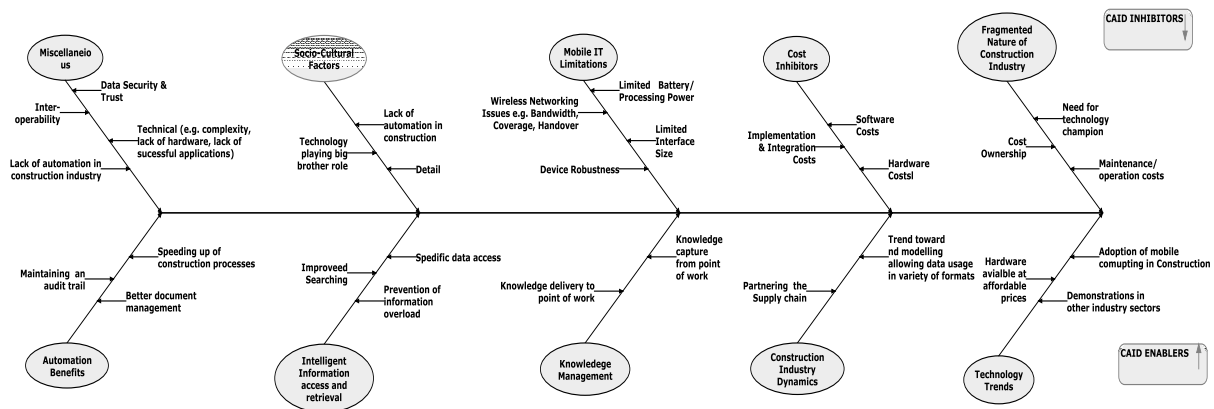 CAID INHIBITORS
Miscellaneio
us
Socio-Cultural
Factors
Mobile IT
Limitations
Cost
Inhibitors
Fragmented
Nature of
Construction
Industry
Data Security &
Trust
Inter-
operability
Technical (e.g. complexity,
lack of hardware, lack of
sucessful applications)
Lack of automation in
construction industry
Lack of
automation in
construction
Technology
playing big
brother role
Detail
Limited Battery/
Processing Power
Wireless Networking
Issues e.g. Bandwidth,
Coverage, Handover
Limited
Interface
Size
Device Robustness
Software
Costs
Implementation
& Integration
Costs
Hardware
Costsl
Need for
technology
champion
Cost
Ownership
Maintenance/
operation costs
Speeding up of
construction processes
Maintaining an
audit trail
Better document
management
Spedific data access
Improveed
Searching
Prevention of
information
overload
Knowledge
capture
from point
of work
Knowledge delivery to
point of work
Trend toward
nd modelling
allowing data usage
in variety of formats
Partnering the
Supply chain
Adoption of mobile
comupting in Construction
Hardware
avialble at
affordable
prices
Demonstrations in
other industry sectors
Automation
Benefits
Intelligent
Information
access and
retrieval
Knowledege
Management
Construction
Industry
Dynamics
Technology
Trends
CAID ENABLERS